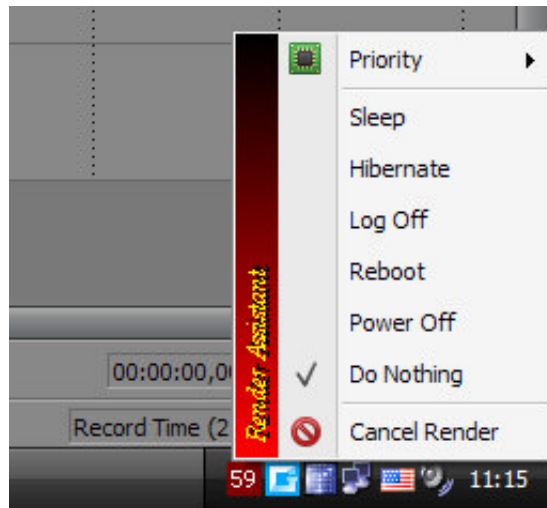 Priority
Sleep
Hibernate
Log Off
Reboot
Power Off
Do Nothing
Cancel Render
Render Assistant
00:00:00,0
Record Time (2
59
11:15